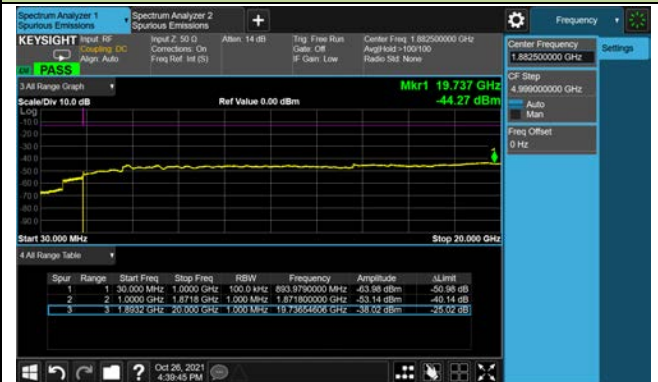 Spectrum Analyzer 1
Spurious Emissions
Spectrum Analyzer 2
Spurious Emissions
+
Frequency
KEYSIGHT
Input: RF
Coupling: DC
Align: Auto
Input Z: 50 Ω
Corrections: On
Freq Ref: Int (S)
Atten: 14 dB
Trig: Free Run
Gate: Off
IF Gain: Low
Center Freq: 1.882500000 GHz
Avg|Hold:>100/100
Radio Std: None
PASS
Center Frequency
1.882500000 GHz
Settings
CF Step
4.999000000 GHz
Auto
Man
Freq Offset
0 Hz
3 All Range Graph
Mkr1 19.737 GHz
Scale/Div 10.0 dB
Ref Value 0.00 dBm
-44.27 dBm
Log
-10.0
-20.0
-30.0
-40.0
-50.0
-60.0
-70.0
-80.0
-90.0
1
Start 30.000 MHz
Stop 20.000 GHz
4 All Range Table
Spur Range Start Freq Stop Freq RBW Frequency Amplitude ΔLimit
1 1 30.000 MHz 1.0000 GHz 100.0 kHz 893.9790000 MHz -63.98 dBm -50.98 dB
2 2 1.0000 GHz 1.8718 GHz 1.000 MHz 1.871800000 GHz -53.14 dBm -40.14 dB
3 3 1.8932 GHz 20.000 GHz 1.000 MHz 19.73654606 GHz -38.02 dBm -25.02 dB
?
Oct 26, 2021
4:39:45 PM